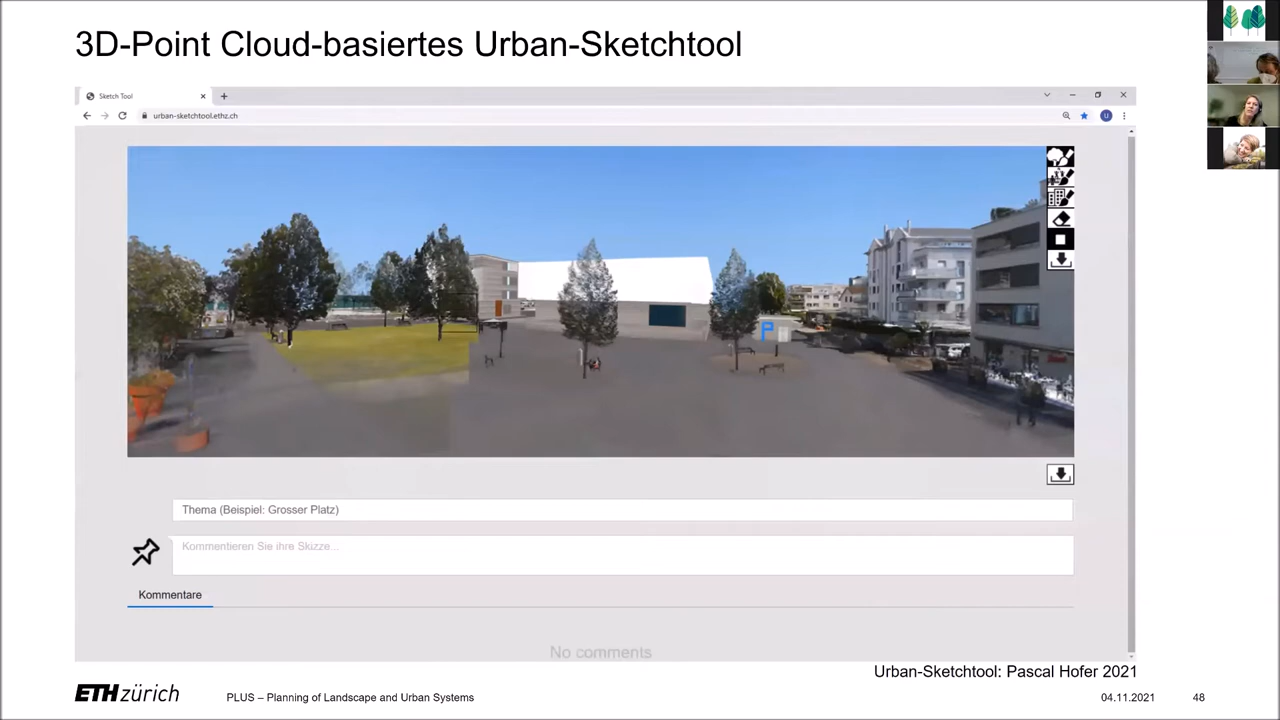 3D-Point Cloud-basiertes Urban-Sketchtool
Sketch Tool
urban-sketchtool.ethz.ch
U
P
Thema (Beispiel: Grosser Platz)
Kommentieren Sie ihre Skizze...
Kommentare
No comments
Urban-Sketchtool: Pascal Hofer 2021
ETH zürich
PLUS – Planning of Landscape and Urban Systems
04.11.2021
48